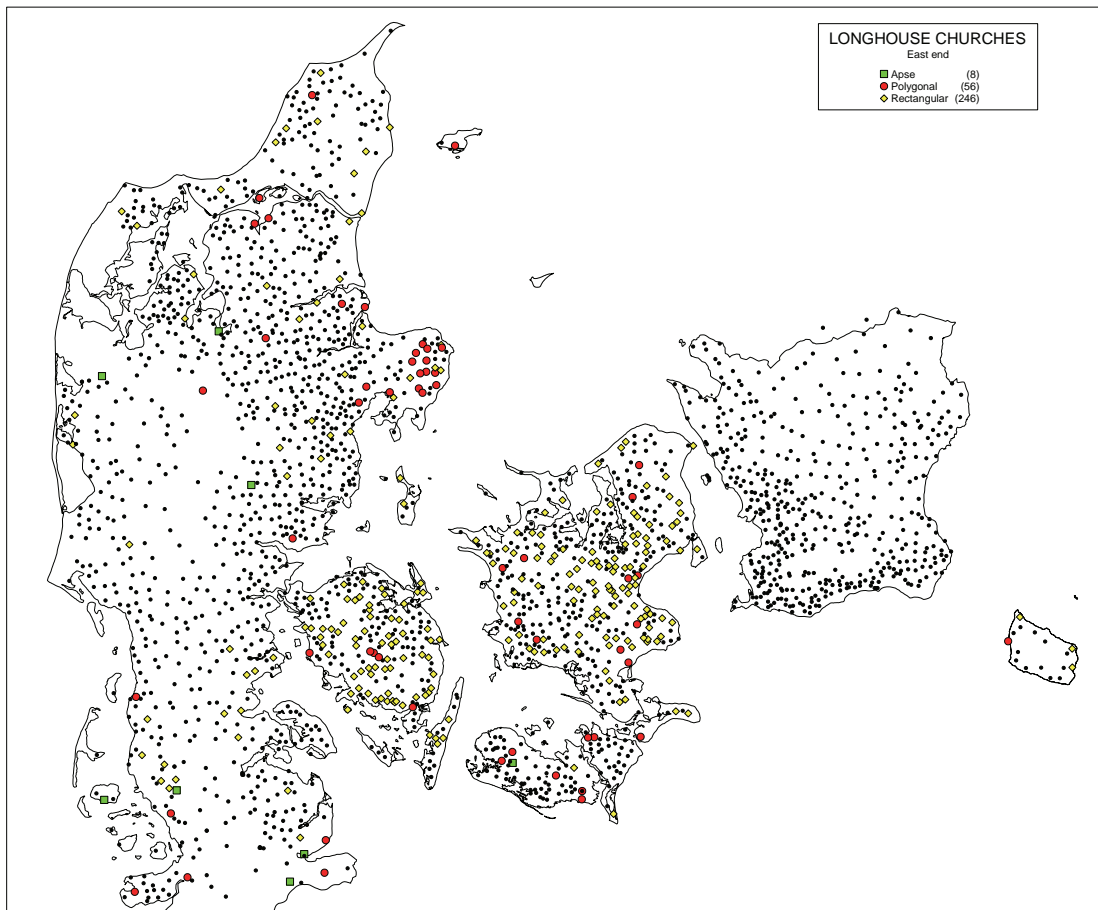 LONGHOUSE CHURCHES
East end
Apse (8)
Polygonal (56)
Rectangular (246)